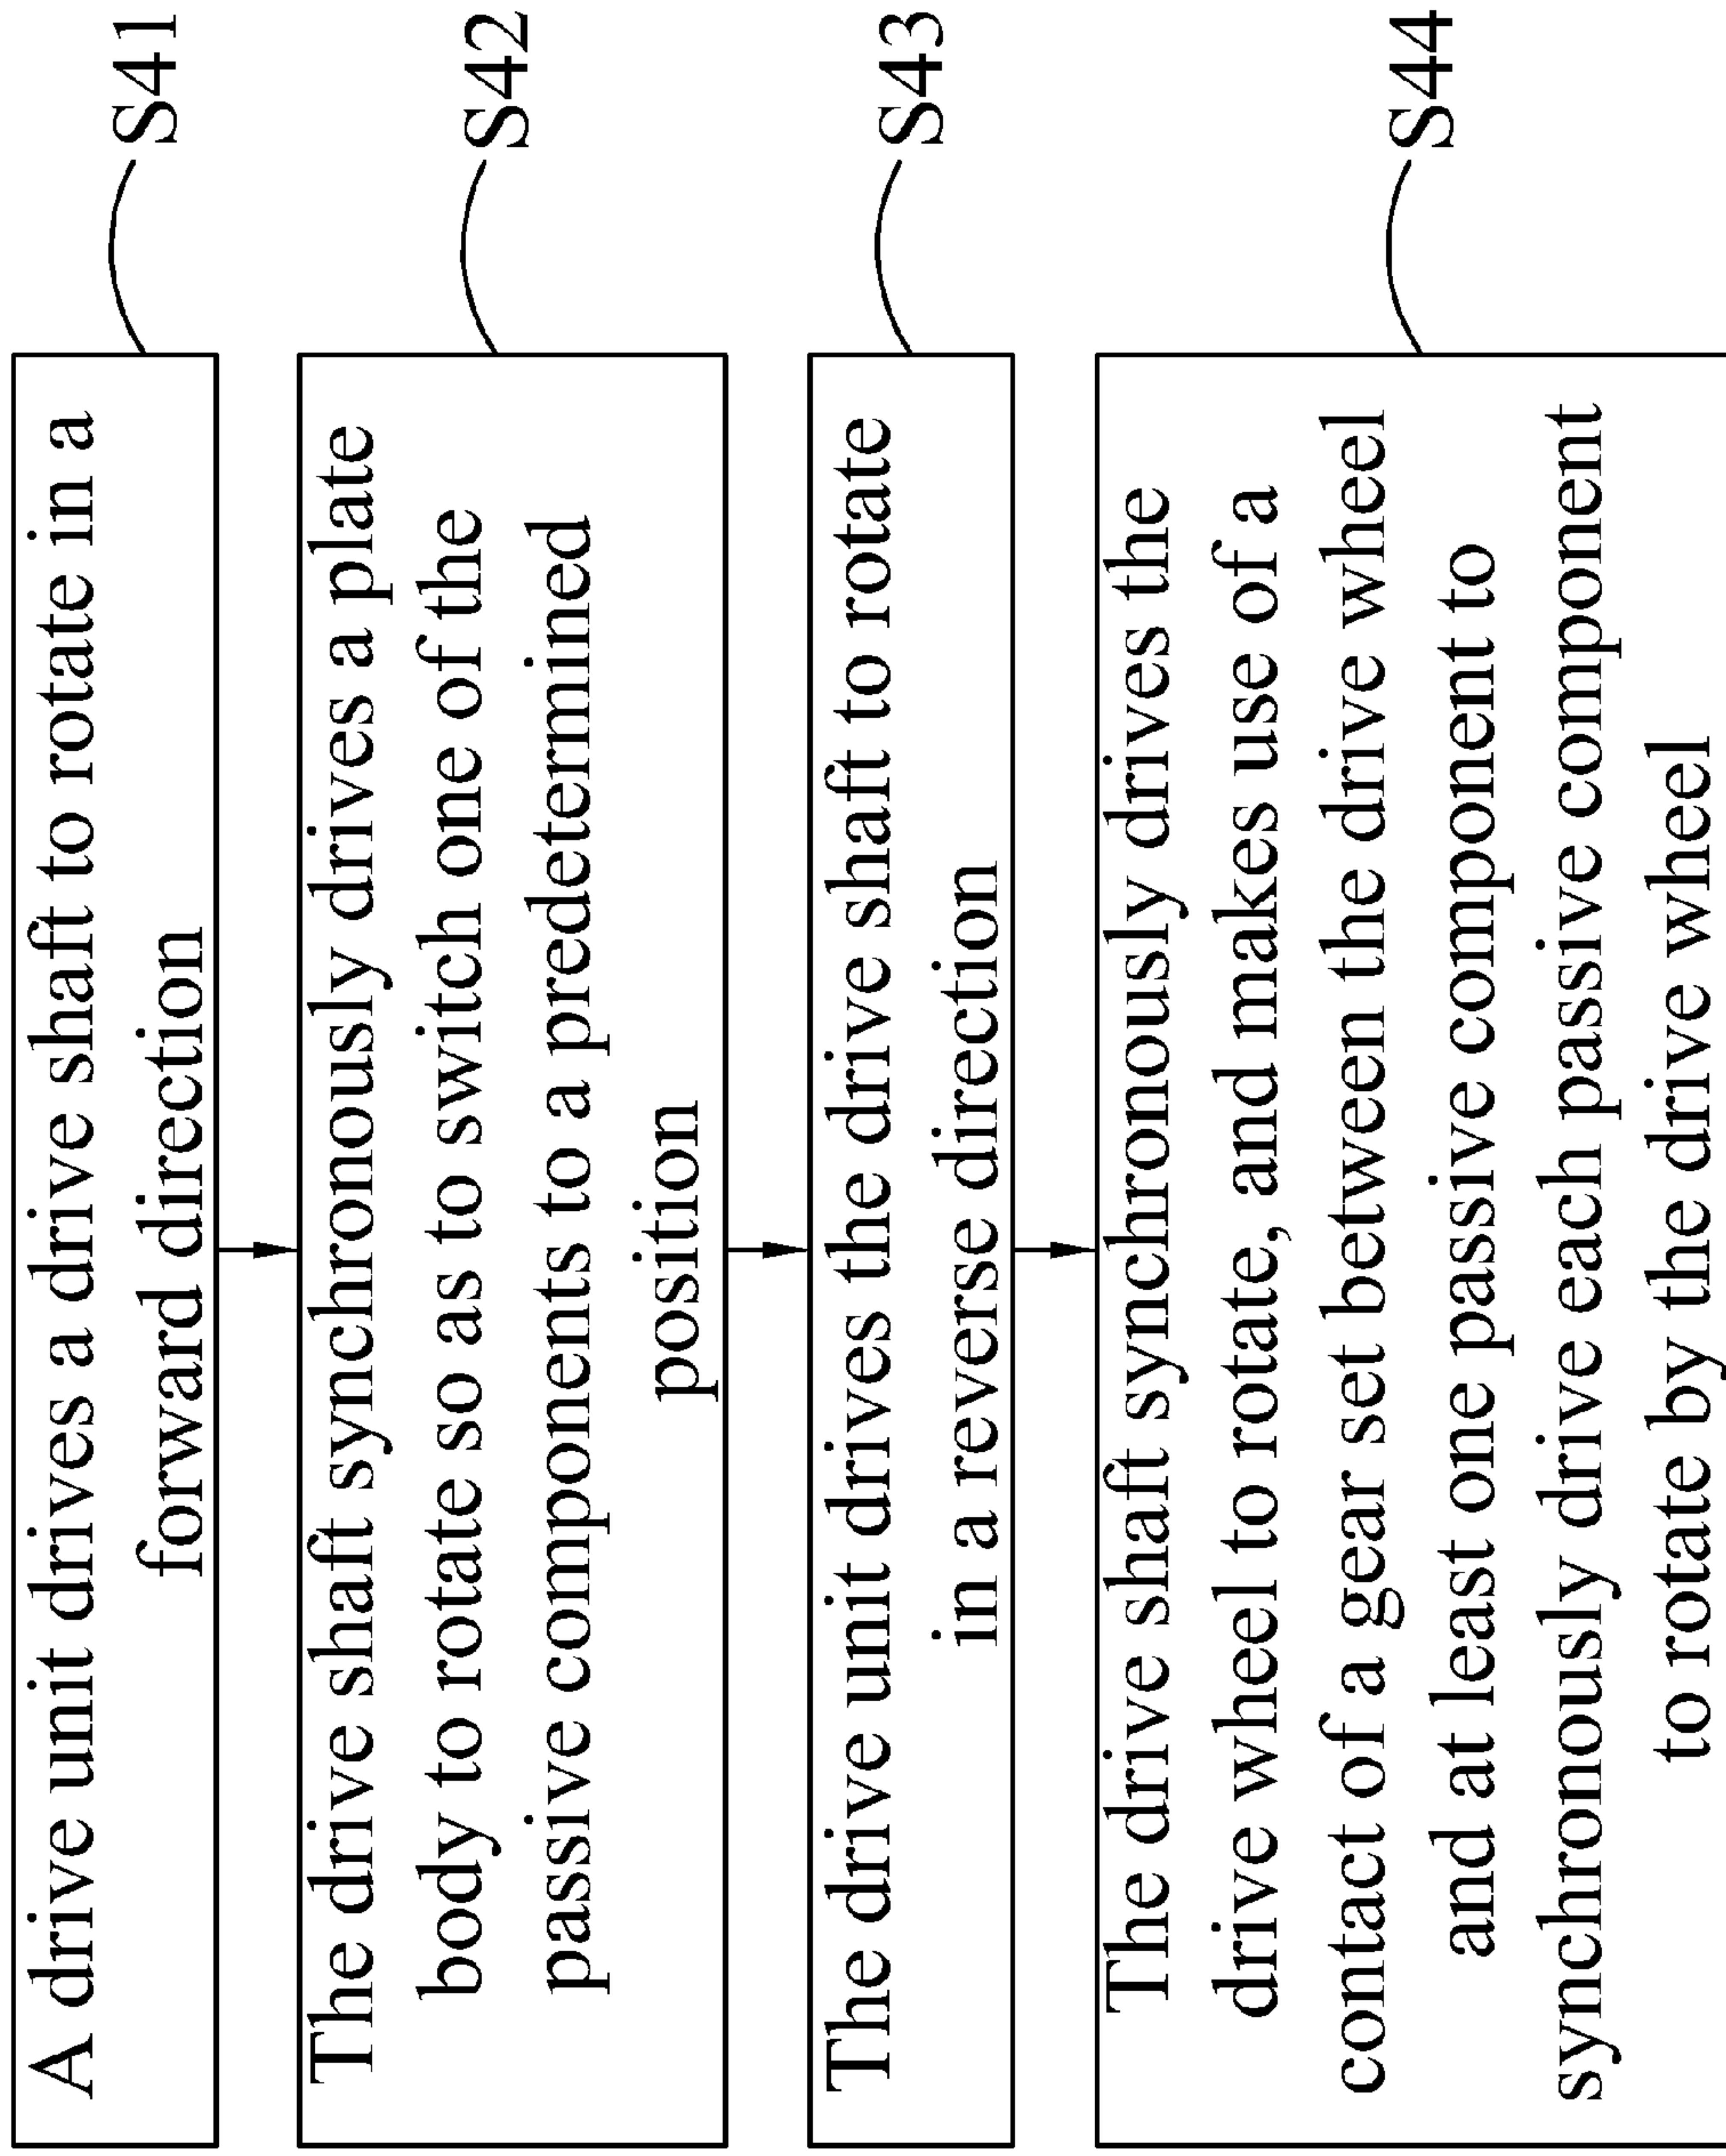 A drive unit drives a drive shaft to rotate in a
forward direction
S41
The drive shaft synchronously drives a plate
body to rotate so as to switch one of the
passive components to a predetermined
position
S42
The drive unit drives the drive shaft to rotate
in a reverse direction
S43
The drive shaft synchronously drives the
drive wheel to rotate, and makes use of a
contact of a gear set between the drive wheel
and at least one passive component to
synchronously drive each passive component
to rotate by the drive wheel
S44